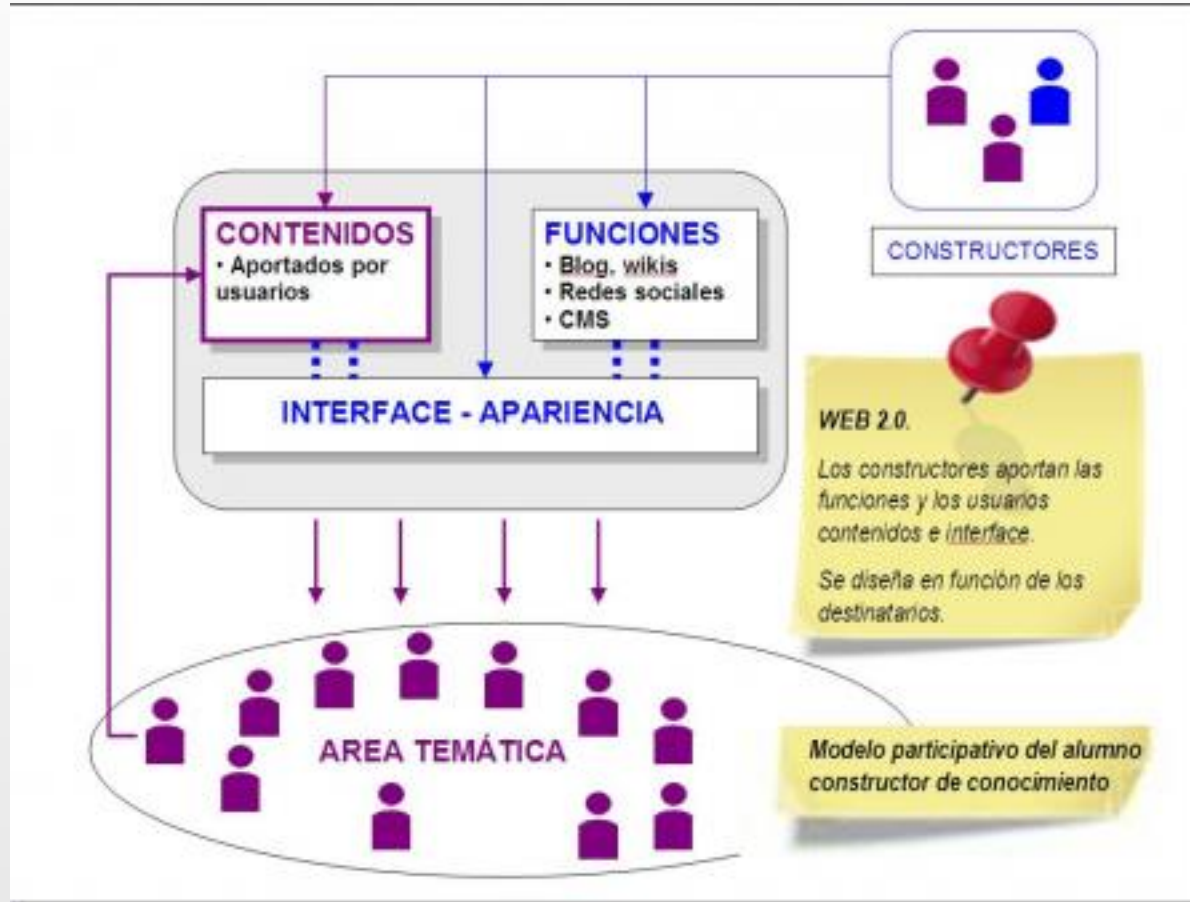 CONTENIDOS
• Aportados por
usuarios
FUNCIONES
• Blog, wikis
• Redes sociales
• CMS
INTERFACE - APARIENCIA
CONSTRUCTORES
WEB 2.0.
Los constructores aportan las
funciones y los usuarios
contenidos e interface.
Se diseña en función de los
destinatarios.
AREA TEMÁTICA
Modelo participativo del alumno
constructor de conocimiento